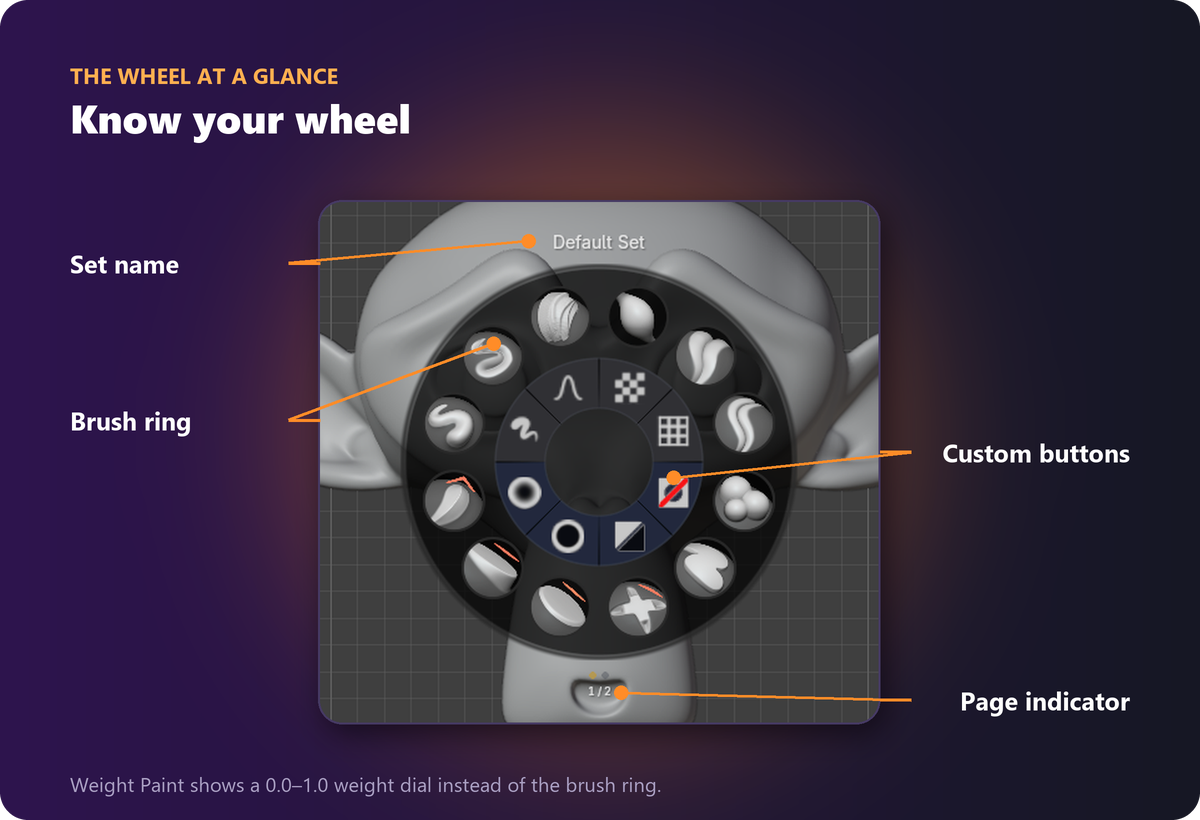 THE WHEEL AT A GLANCE
Know your wheel
Default Set
Set name
Brush ring
Custom buttons
1 / 2
Page indicator
Weight Paint shows a 0.0–1.0 weight dial instead of the brush ring.